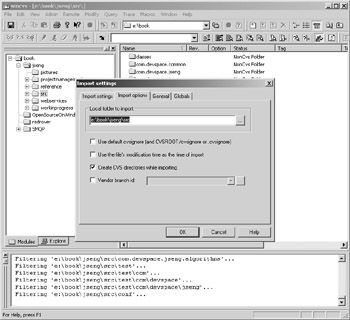 wincvs - [e:\book\jseng\src\]
File View Admin Remote Modify Query Trace Macro Window Help
e:\book
Name Rev. Option Status Tag
book
jseng
pictures
projectmanage
reference
src
webservices
workinprogress
OpenSourceOnWind
SMQP
Modules Explore
classes NonCvs Folder
com.devspace.common NonCvs Folder
com.devspace.jseng NonCvs Folder
Import settings
Import settings Import options General Globals
Local folder to import:
e:\book\jseng\src
...
Use default cvsignore (and CVSROOT/cvsignore or .cvsignore)
Use the file's modification time as the time of import
Create CVS directories while importing
Vendor branch id:
...
OK Cancel Help
Filtering 'e:\book\jseng\src\com.devspace.jseng.algorithms'...
Filtering 'e:\book\jseng\src\test'...
Filtering 'e:\book\jseng\src\test\com'...
Filtering 'e:\book\jseng\src\test\com\devspace'...
Filtering 'e:\book\jseng\src\test\com\devspace\jseng'...
Filtering 'e:\book\jseng\src\conf'...
For Help, press F1